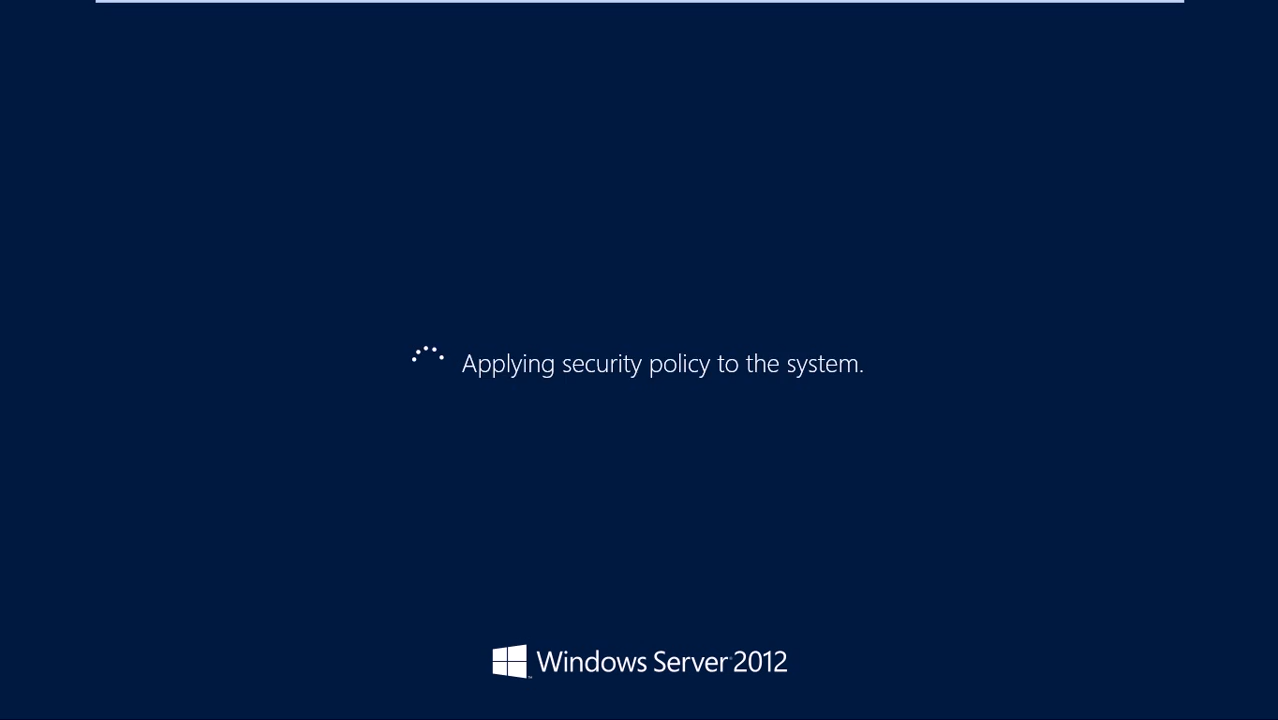 Applying security policy to the system.
Windows Server 2012